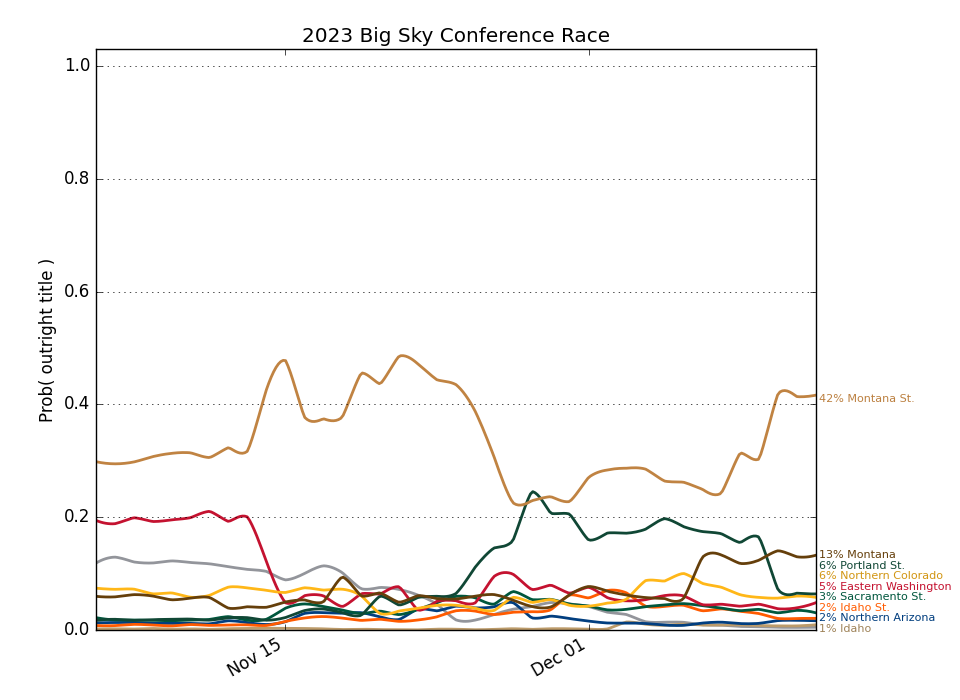 2023 Big Sky Conference Race
1.0
0.8
0.6
0.4
0.2
0.0
Prob( outright title )
Nov 15
Dec 01
42% Montana St.
13% Montana
6% Portland St.
6% Northern Colorado
5% Eastern Washington
3% Sacramento St.
2% Idaho St.
2% Northern Arizona
1% Idaho